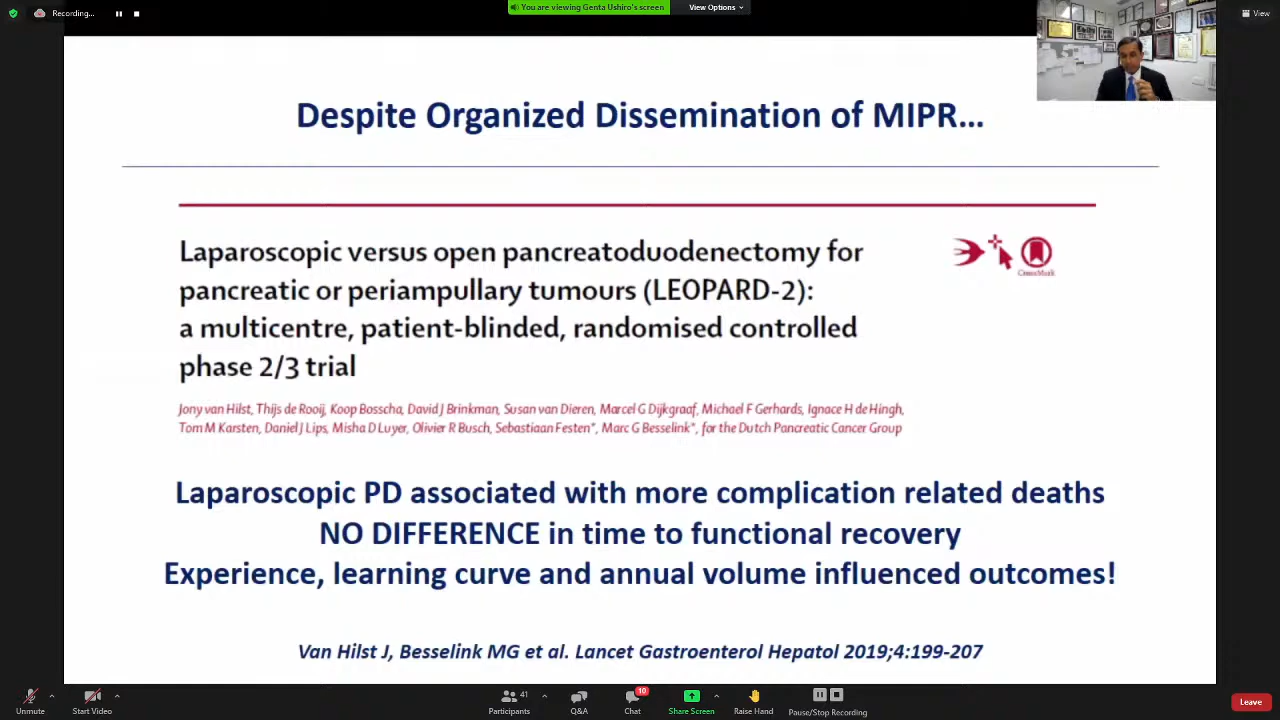 Recording...
You are viewing Genta Ushiro's screen
View Options
View
Despite Organized Dissemination of MIPR...
Laparoscopic versus open pancreatoduodenectomy for
pancreatic or periampullary tumours (LEOPARD-2):
a multicentre, patient-blinded, randomised controlled
phase 2/3 trial
CrossMark
Jony van Hilst, Thijs de Rooij, Koop Bosscha, David J Brinkman, Susan van Dieren, Marcel G Dijkgraaf, Michael F Gerhards, Ignace H de Hingh,
Tom M Karsten, Daniel J Lips, Misha D Luyer, Olivier R Busch, Sebastiaan Festen*, Marc G Besselink*, for the Dutch Pancreatic Cancer Group
Laparoscopic PD associated with more complication related deaths
NO DIFFERENCE in time to functional recovery
Experience, learning curve and annual volume influenced outcomes!
Van Hilst J, Besselink MG et al. Lancet Gastroenterol Hepatol 2019;4:199-207
Unmute
Start Video
Participants
41
Q&A
Chat
10
Share Screen
Raise Hand
Pause/Stop Recording
Leave